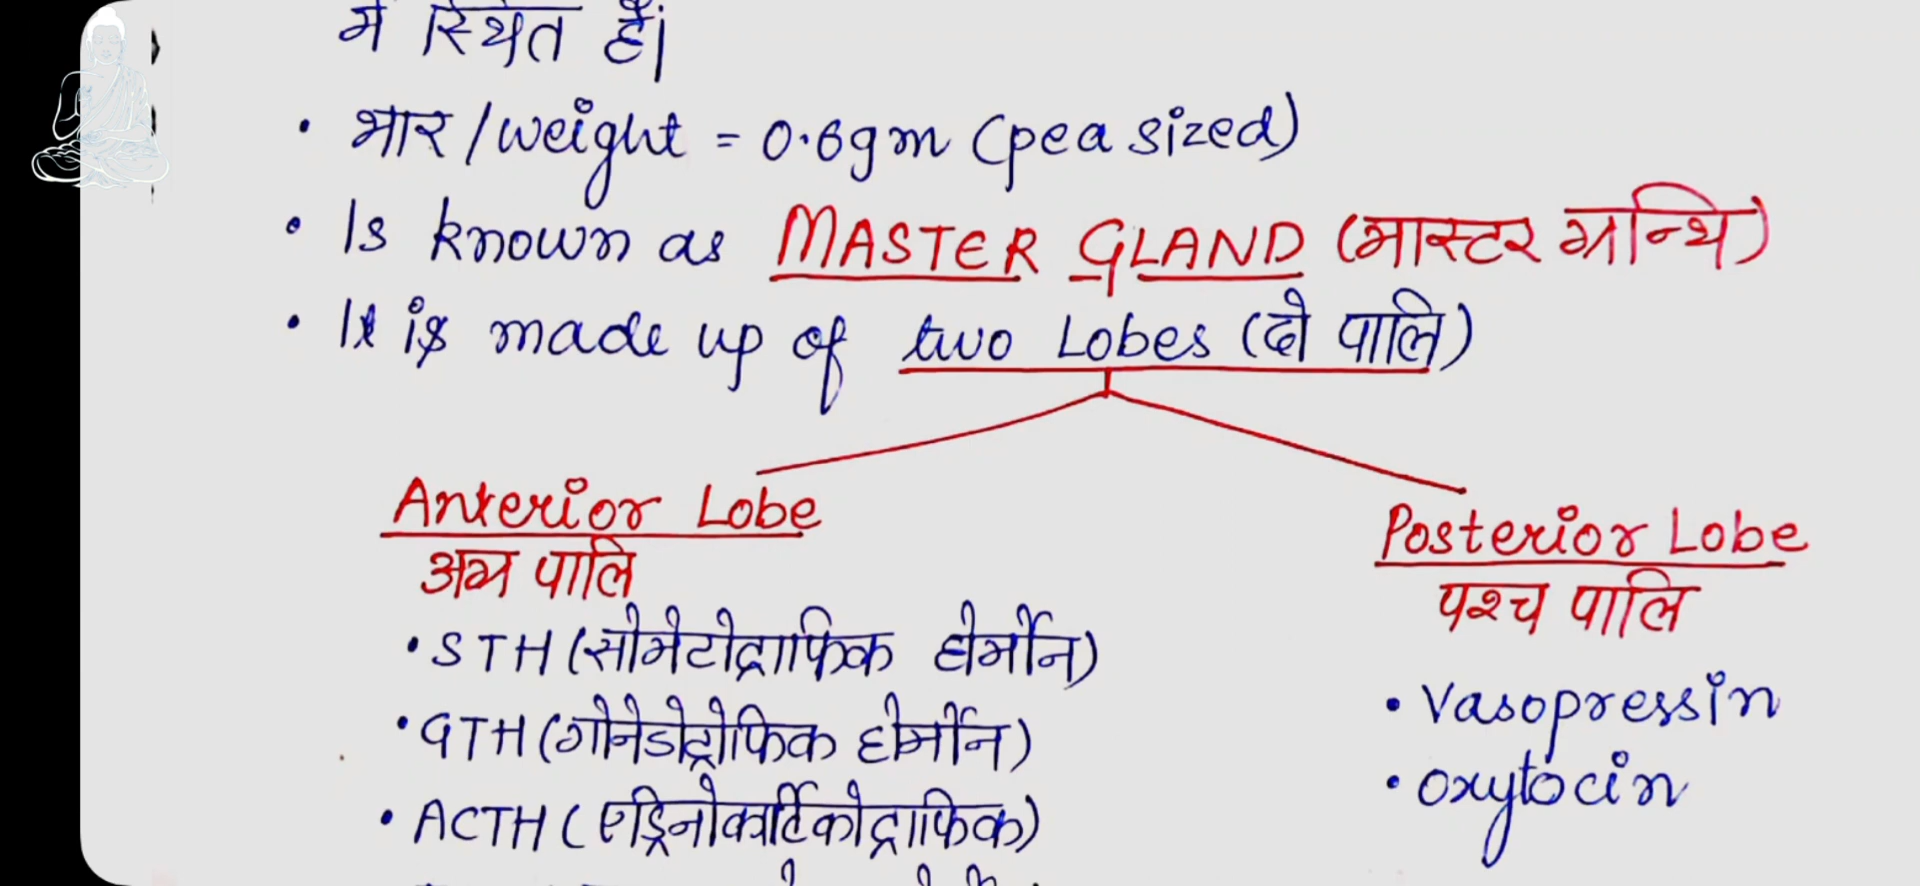 में स्थित हैं।
• भार/weight = 0.6gm (pea sized)
• Is known as MASTER GLAND (मास्टर ग्रन्थि)
• It is made up of two Lobes (दो पालि)
Anterior Lobe
अग्र पालि
• STH (सोमेटोट्राफिक होर्मोन)
• GTH (गोनेडोट्रोफिक होर्मोन)
• ACTH (एड्रिनोकार्टिकोट्राफिक)
Posterior Lobe
पश्च पालि
• Vasopressin
• Oxytocin